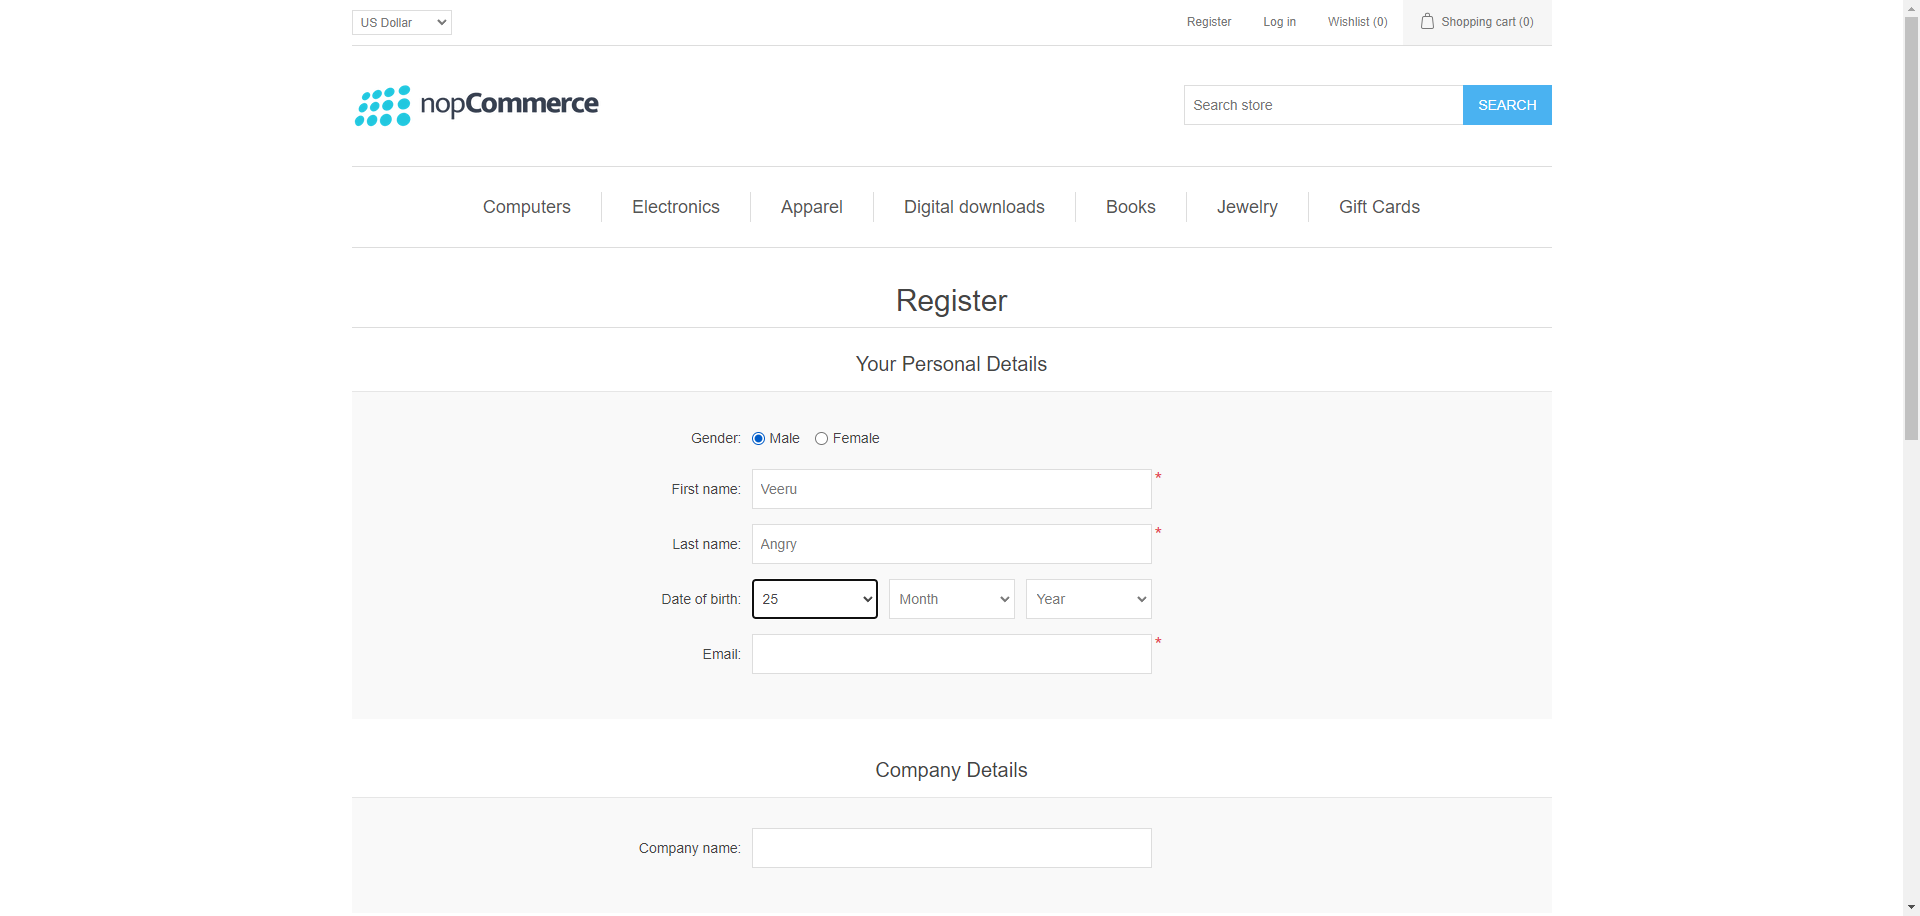 US Dollar Register Log in Wishlist (0) Shopping cart (0)
nopCommerce Search store SEARCH
Computers Electronics Apparel Digital downloads Books Jewelry Gift Cards
Register
Your Personal Details
Gender: Male Female
First name: Veeru *
Last name: Angry *
Date of birth: 25 Month Year
Email: *
Company Details
Company name: